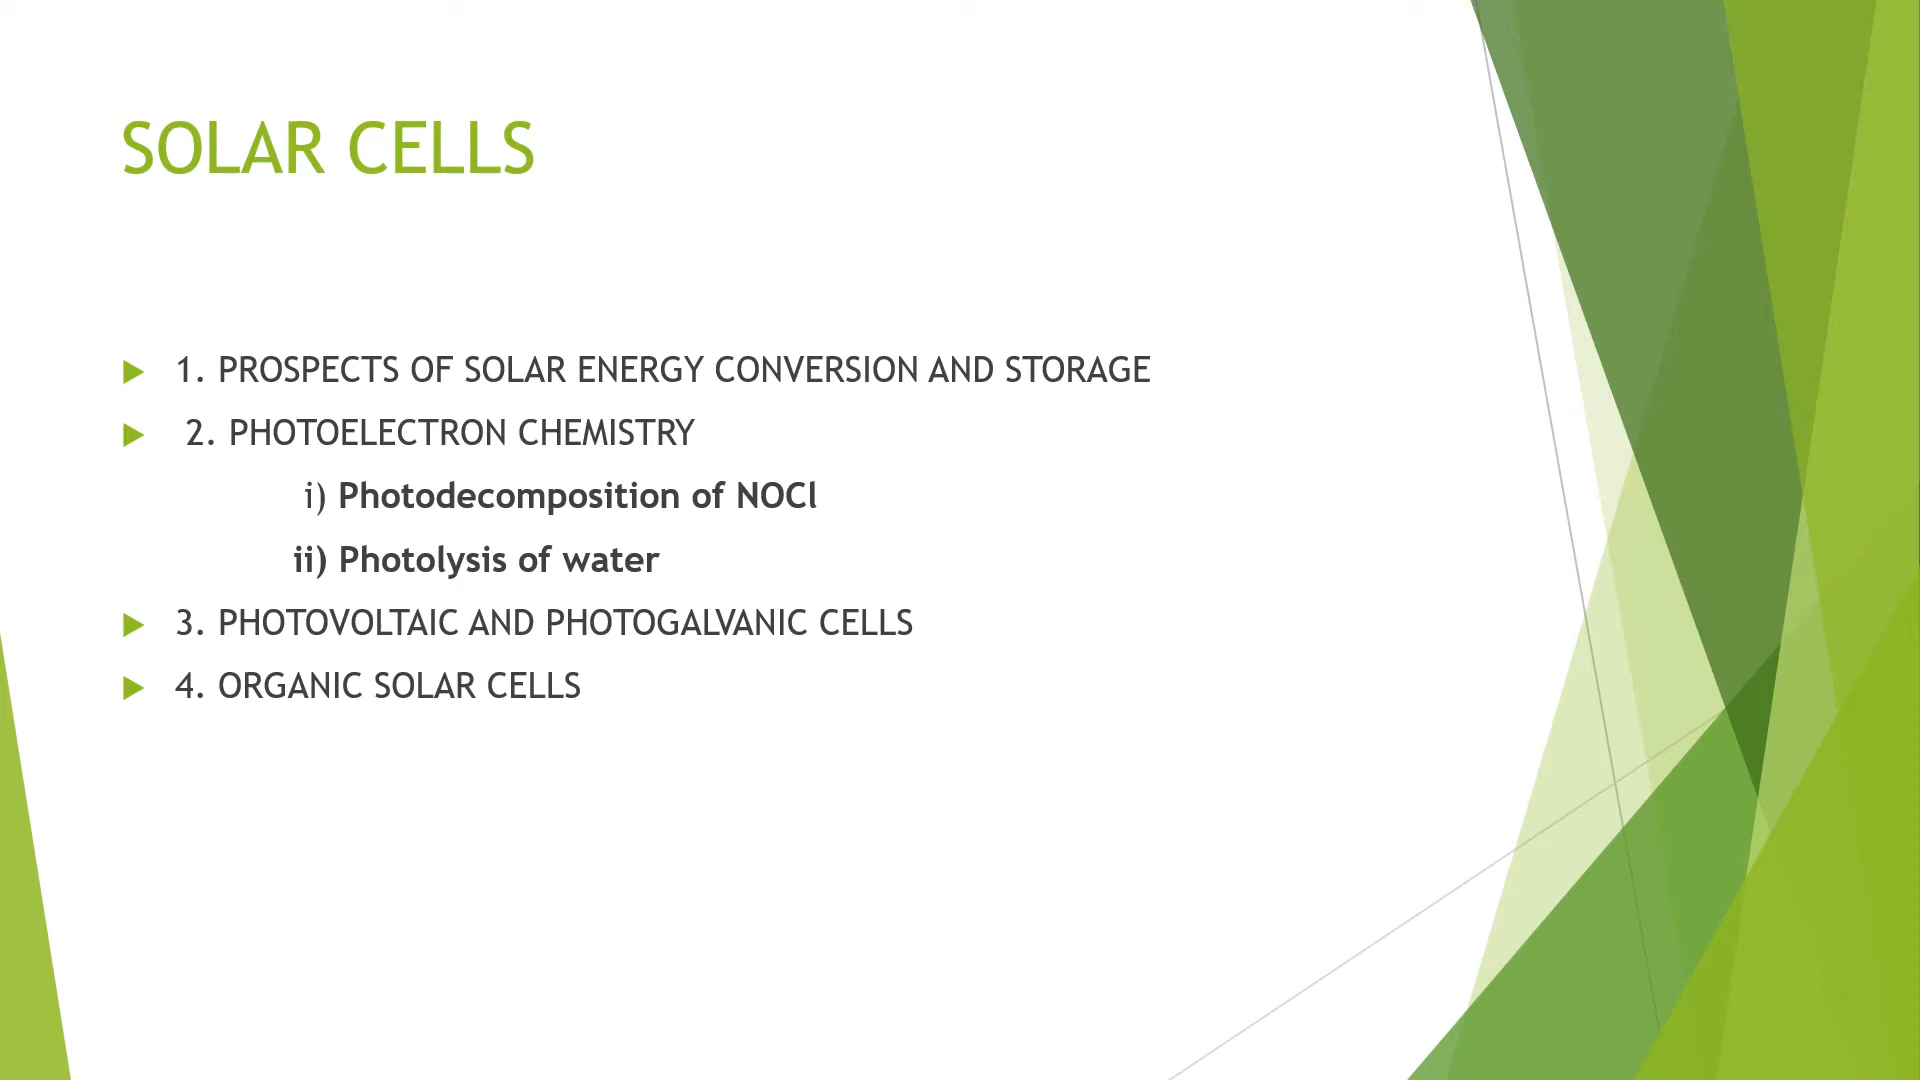 SOLAR CELLS
1. PROSPECTS OF SOLAR ENERGY CONVERSION AND STORAGE
2. PHOTOELECTRON CHEMISTRY
i) Photodecomposition of NOCl
ii) Photolysis of water
3. PHOTOVOLTAIC AND PHOTOGALVANIC CELLS
4. ORGANIC SOLAR CELLS